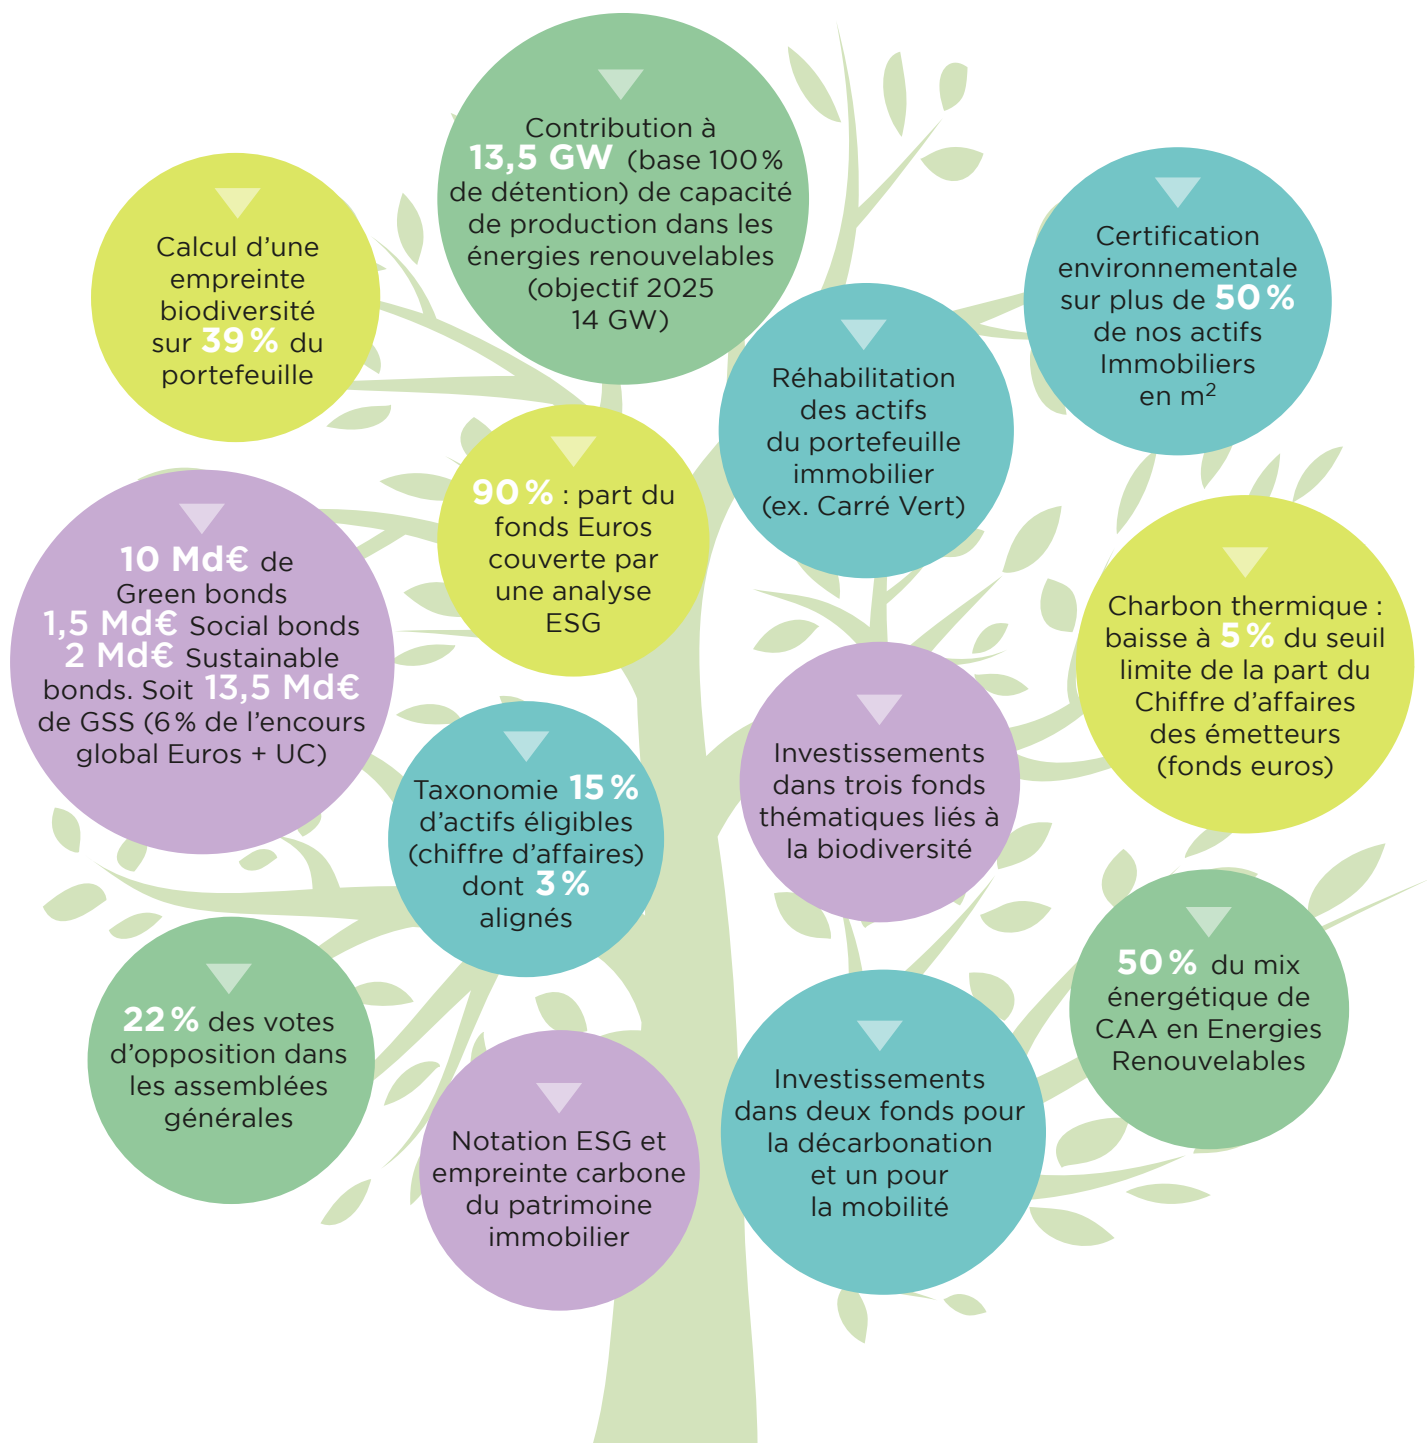 Contribution à
13,5 GW (base 100 %
de détention) de capacité
de production dans les
énergies renouvelables
(objectif 2025
14 GW)
Calcul d’une
empreinte
biodiversité
sur 39 % du
portefeuille
Certification
environnementale
sur plus de 50 %
de nos actifs
Immobiliers
en m²
Réhabilitation
des actifs
du portefeuille
immobilier
(ex. Carré Vert)
90 % : part du
fonds Euros
couverte par
une analyse
ESG
10 Md€ de
Green bonds
1,5 Md€ Social bonds
2 Md€ Sustainable
bonds. Soit 13,5 Md€
de GSS (6 % de l’encours
global Euros + UC)
Charbon thermique :
baisse à 5 % du seuil
limite de la part du
Chiffre d’affaires
des émetteurs
(fonds euros)
Taxonomie 15 %
d’actifs éligibles
(chiffre d’affaires)
dont 3 %
alignés
Investissements
dans trois fonds
thématiques liés à
la biodiversité
50 % du mix
énergétique de
CAA en Energies
Renouvelables
22 % des votes
d’opposition dans
les assemblées
générales
Notation ESG et
empreinte carbone
du patrimoine
immobilier
Investissements
dans deux fonds pour
la décarbonation
et un pour
la mobilité